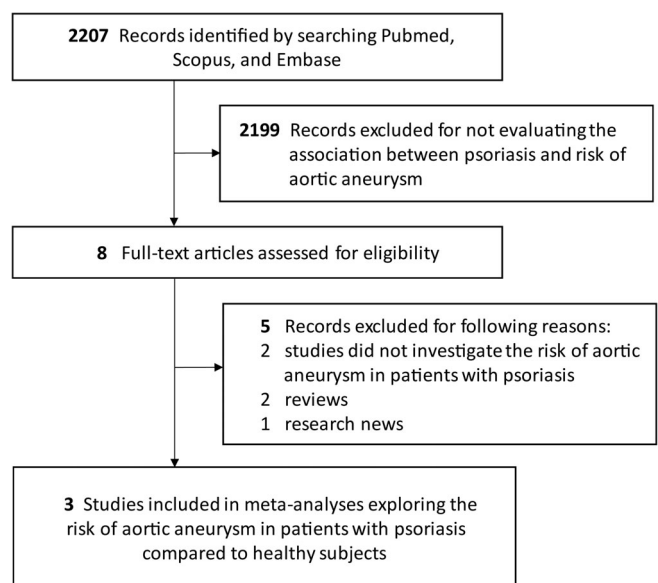 2207 Records identified by searching Pubmed,
Scopus, and Embase
2199 Records excluded for not evaluating the
association between psoriasis and risk of
aortic aneurysm
8 Full-text articles assessed for eligibility
5 Records excluded for following reasons:
2 studies did not investigate the risk of aortic
aneurysm in patients with psoriasis
2 reviews
1 research news
3 Studies included in meta-analyses exploring the
risk of aortic aneurysm in patients with psoriasis
compared to healthy subjects